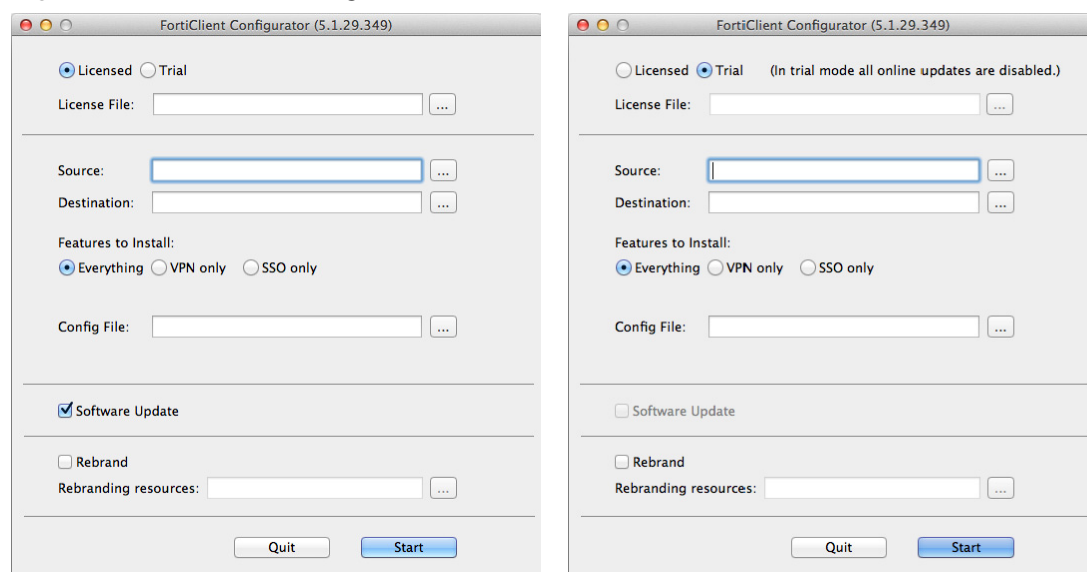 FortiClient Configurator (5.1.29.349)
Licensed Trial
License File: ...
Source: ...
Destination: ...
Features to Install:
Everything VPN only SSO only
Config File: ...
Software Update
Rebrand
Rebranding resources: ...
Quit Start
FortiClient Configurator (5.1.29.349)
Licensed Trial (In trial mode all online updates are disabled.)
License File: ...
Source: ...
Destination: ...
Features to Install:
Everything VPN only SSO only
Config File: ...
Software Update
Rebrand
Rebranding resources: ...
Quit Start